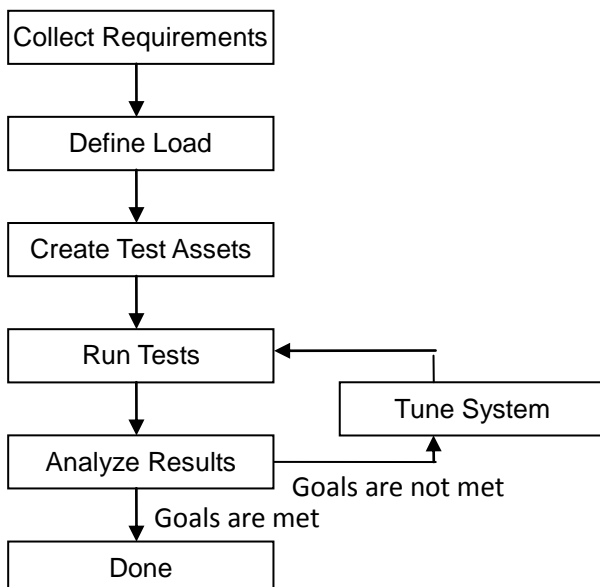 Collect Requirements
Define Load
Create Test Assets
Run Tests
Tune System
Analyze Results
Goals are not met
Goals are met
Done